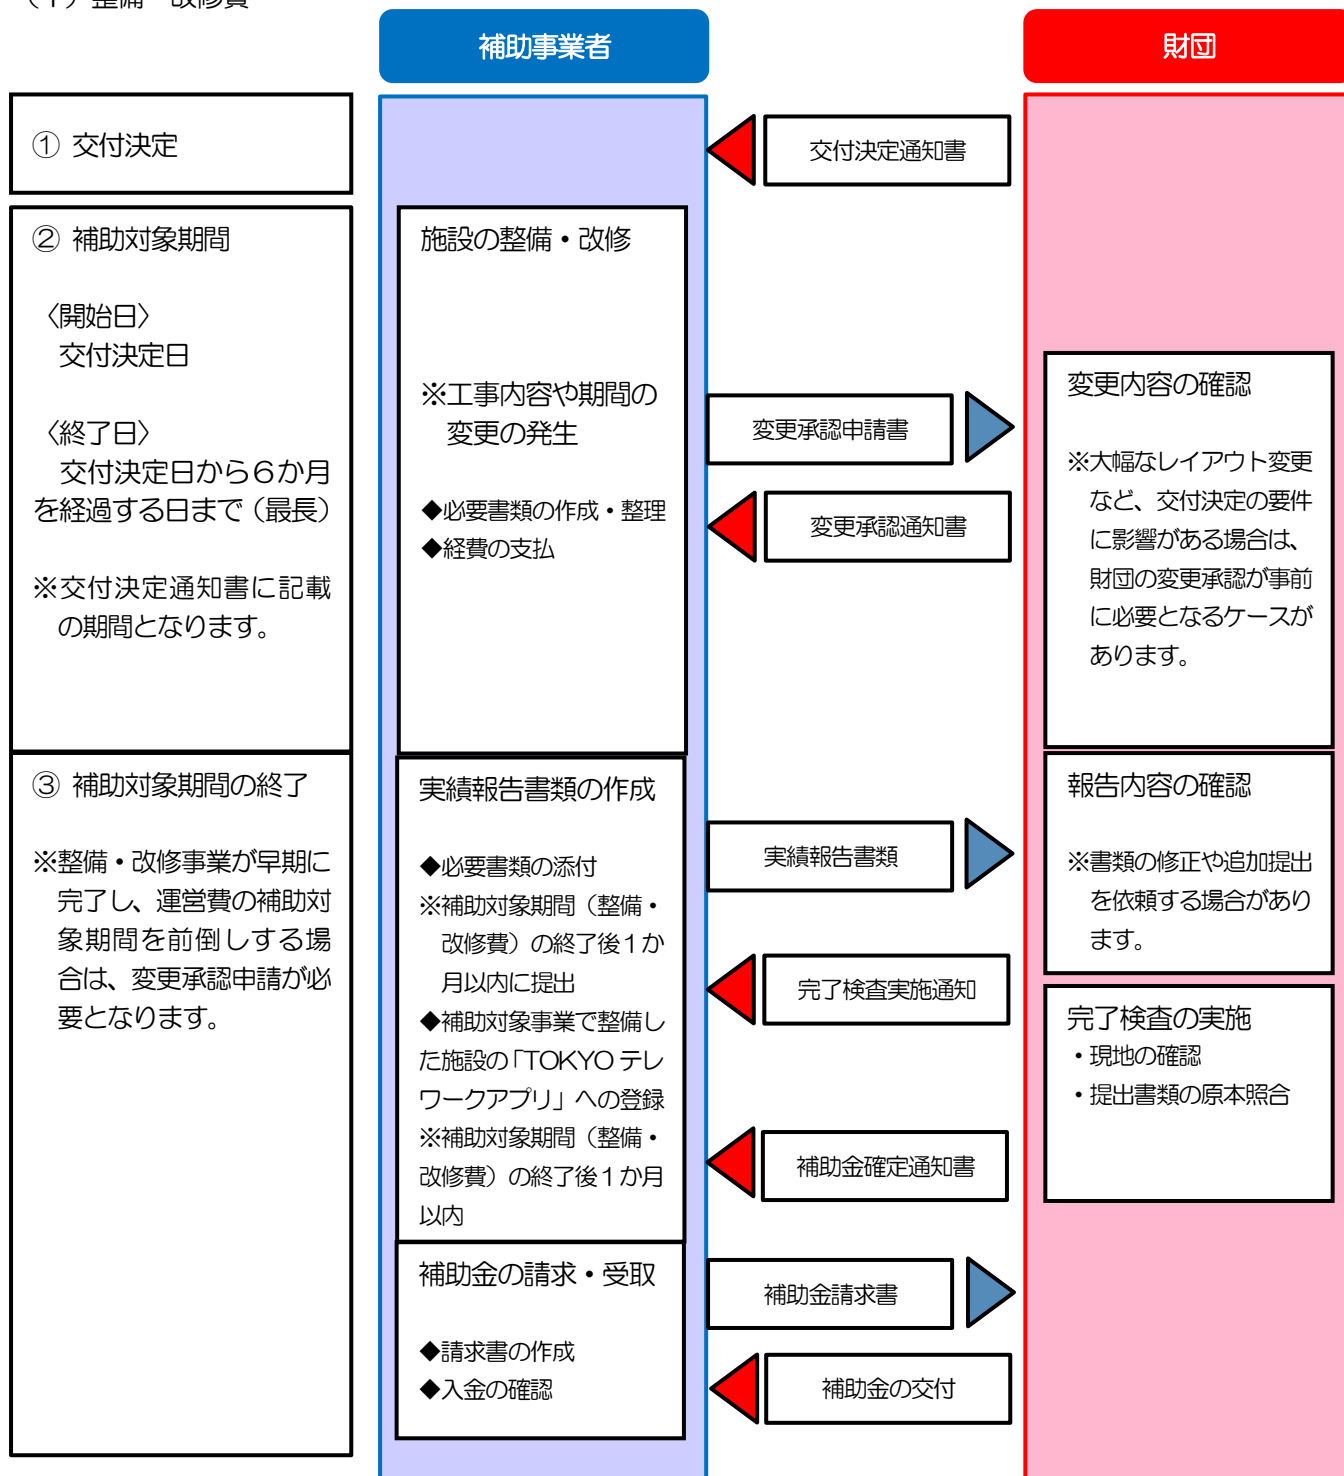 (1)整備・改修費
補助事業者
財団
① 交付決定
交付決定通知書
② 補助対象期間
〈開始日〉
交付決定日
〈終了日〉
交付決定日から6か月
を経過する日まで(最長)
※交付決定通知書に記載
の期間となります。
施設の整備・改修
※工事内容や期間の
変更の発生
◆必要書類の作成・整理
◆経費の支払
変更承認申請書
変更承認通知書
変更内容の確認
※大幅なレイアウト変更
など、交付決定の要件
に影響がある場合は、
財団の変更承認が事前
に必要となるケースが
あります。
③ 補助対象期間の終了
※整備・改修事業が早期に
完了し、運営費の補助対
象期間を前倒しする場
合は、変更承認申請が必
要となります。
実績報告書類の作成
◆必要書類の添付
※補助対象期間(整備・
改修費)の終了後1か
月以内に提出
◆補助対象事業で整備し
た施設の「TOKYO テレ
ワークアプリ」への登録
※補助対象期間(整備・
改修費)の終了後1か月
以内
実績報告書類
完了検査実施通知
補助金確定通知書
報告内容の確認
※書類の修正や追加提出
を依頼する場合があり
ます。
完了検査の実施
・現地の確認
・提出書類の原本照合
補助金の請求・受取
◆請求書の作成
◆入金の確認
補助金請求書
補助金の交付